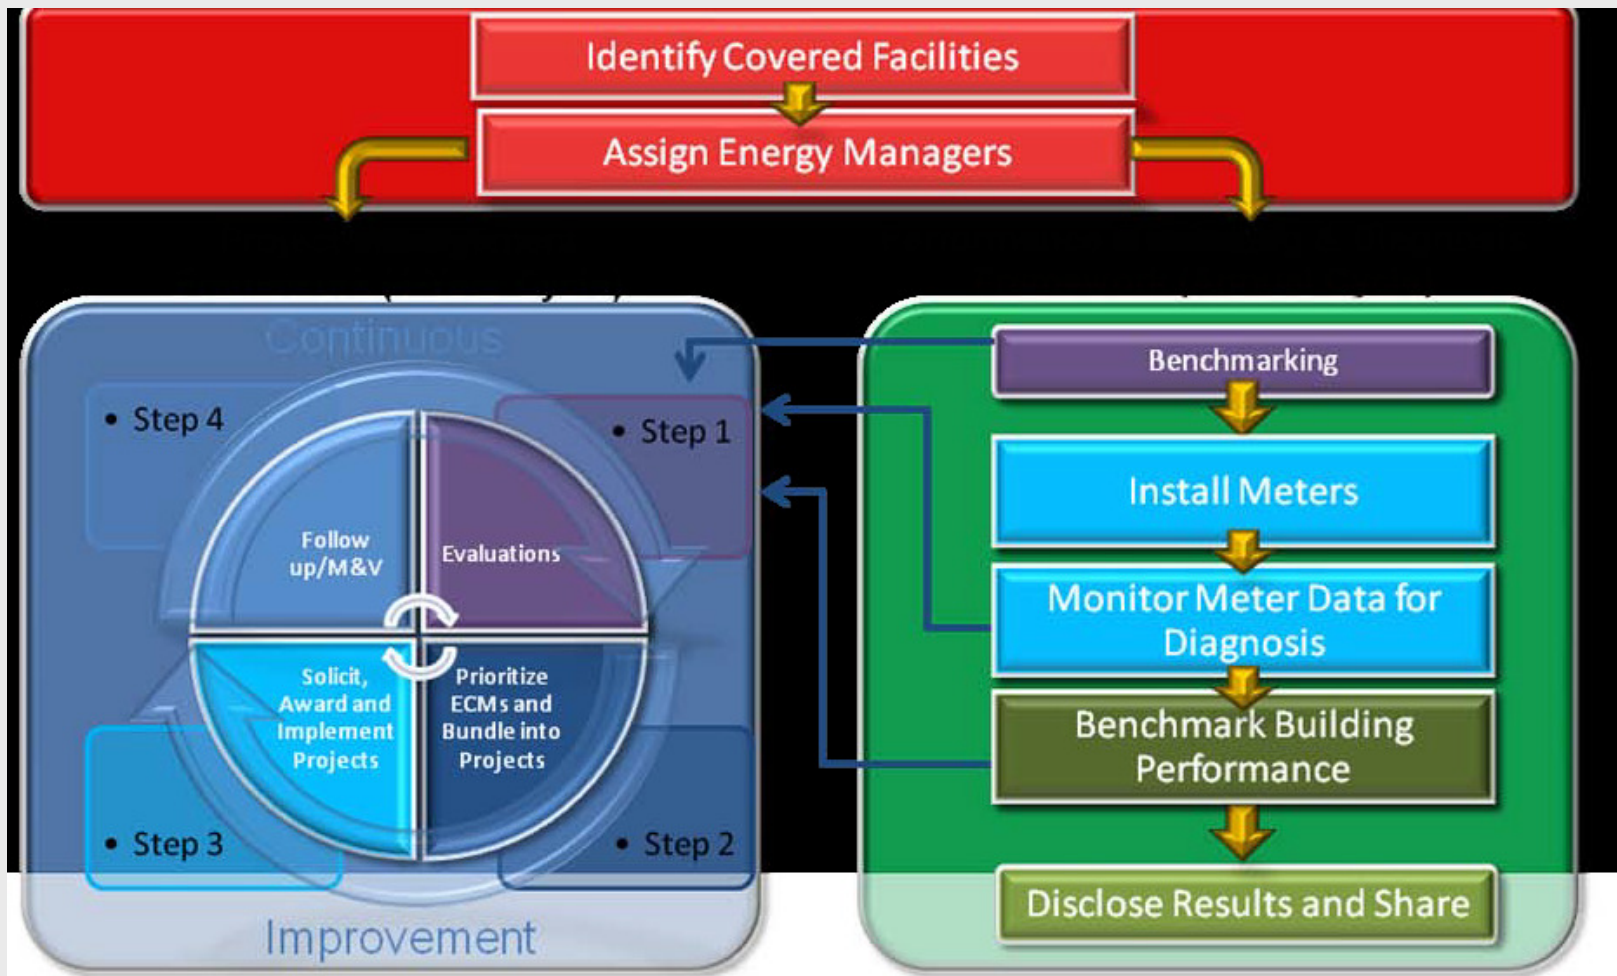 Identify Covered Facilities
Assign Energy Managers
Continuous
• Step 4
• Step 1
Follow
up/M&V
Evaluations
Solicit,
Award and
Implement
Projects
Prioritize
ECMs and
Bundle into
Projects
• Step 3
• Step 2
Improvement
Benchmarking
Install Meters
Monitor Meter Data for
Diagnosis
Benchmark Building
Performance
Disclose Results and Share